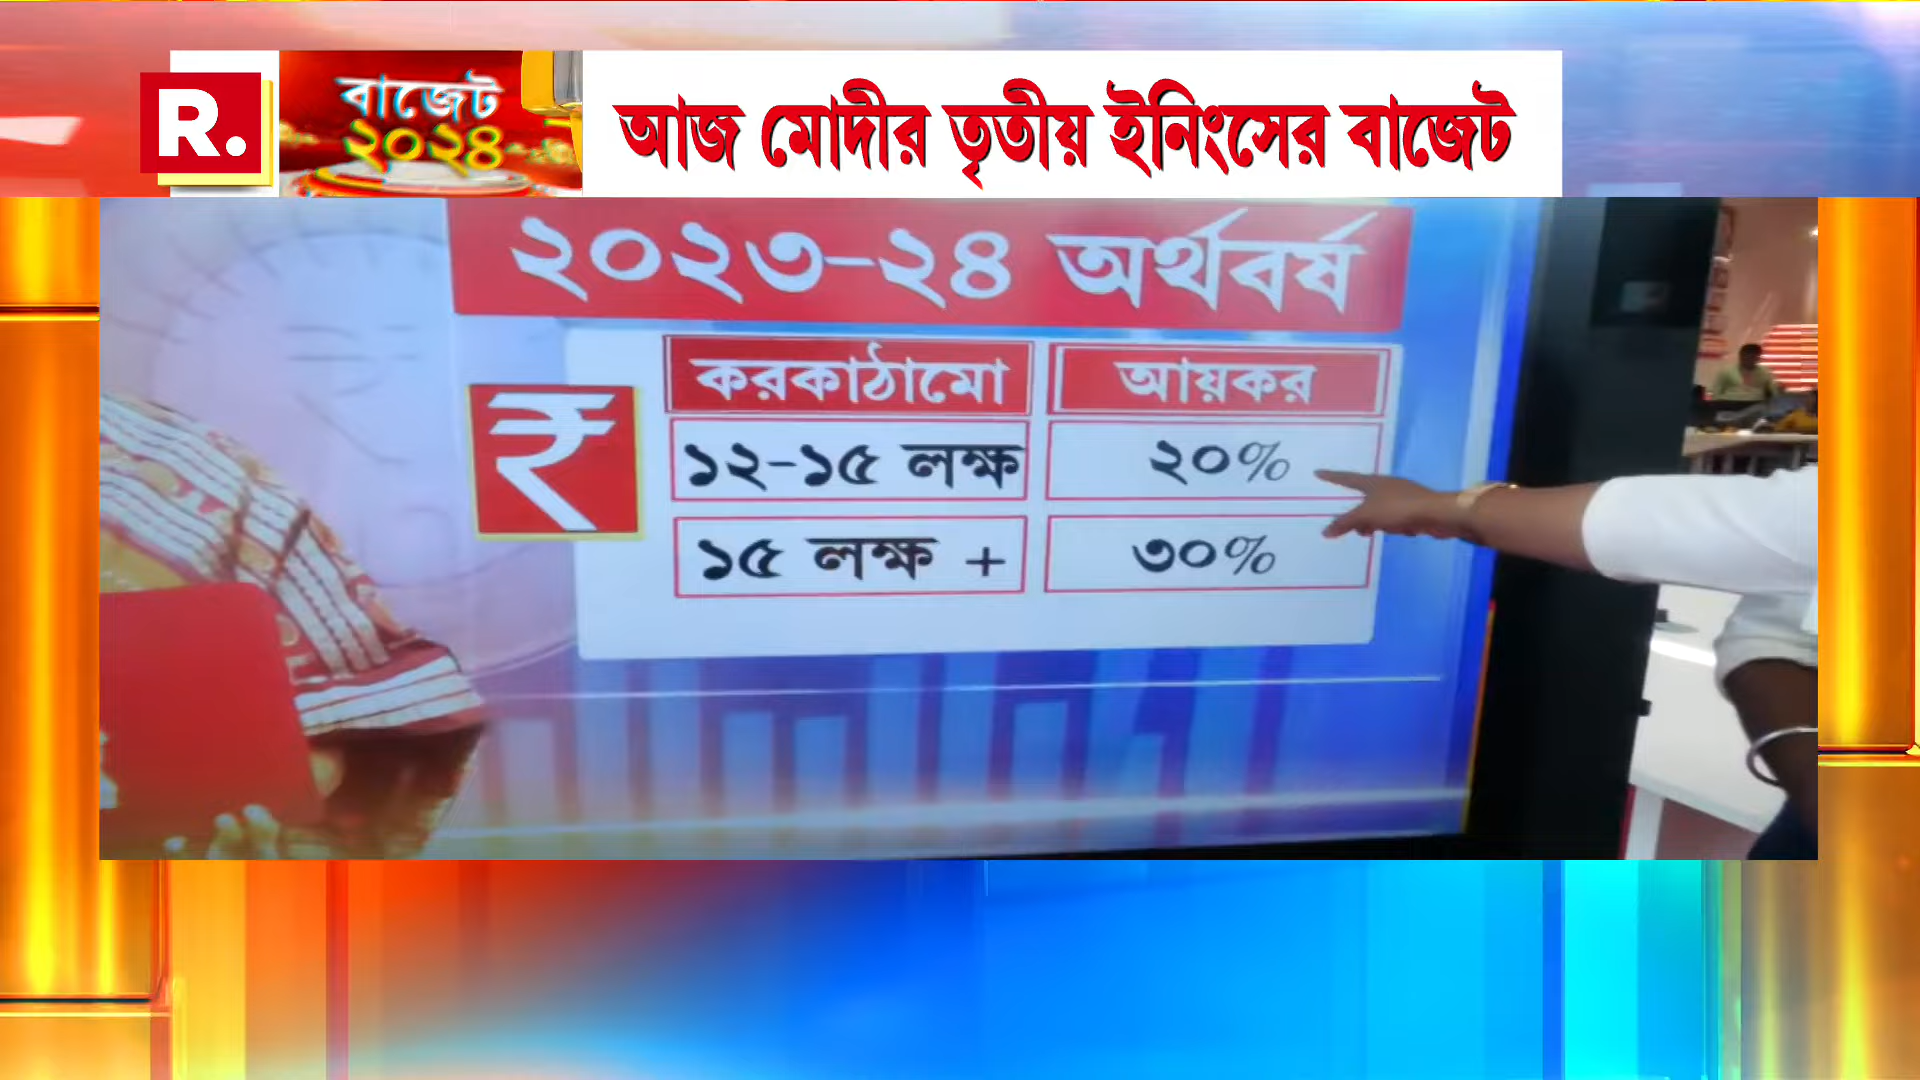 R.
বাজেট
২০২৪
আজ মোদীর তৃতীয় ইনিংসের বাজেট
২০২৩-২৪ অর্থবর্ষ
₹
করকাঠামো আয়কর
১২-১৫ লক্ষ ২০%
১৫ লক্ষ + ৩০%